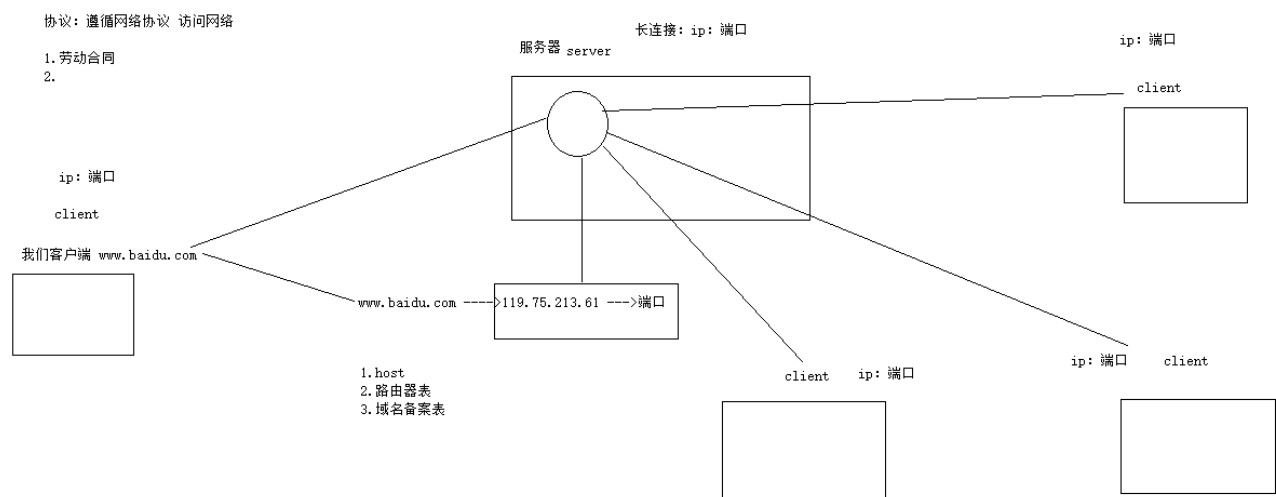 协议: 遵循网络协议 访问网络
1.劳动合同
2.
长连接: ip: 端口
服务器 server
ip: 端口
client
ip: 端口
client
我们客户端 www.baidu.com
www.baidu.com ---->119.75.213.61 --->端口
1.host
2.路由器表
3.域名备案表
client ip: 端口
ip: 端口 client